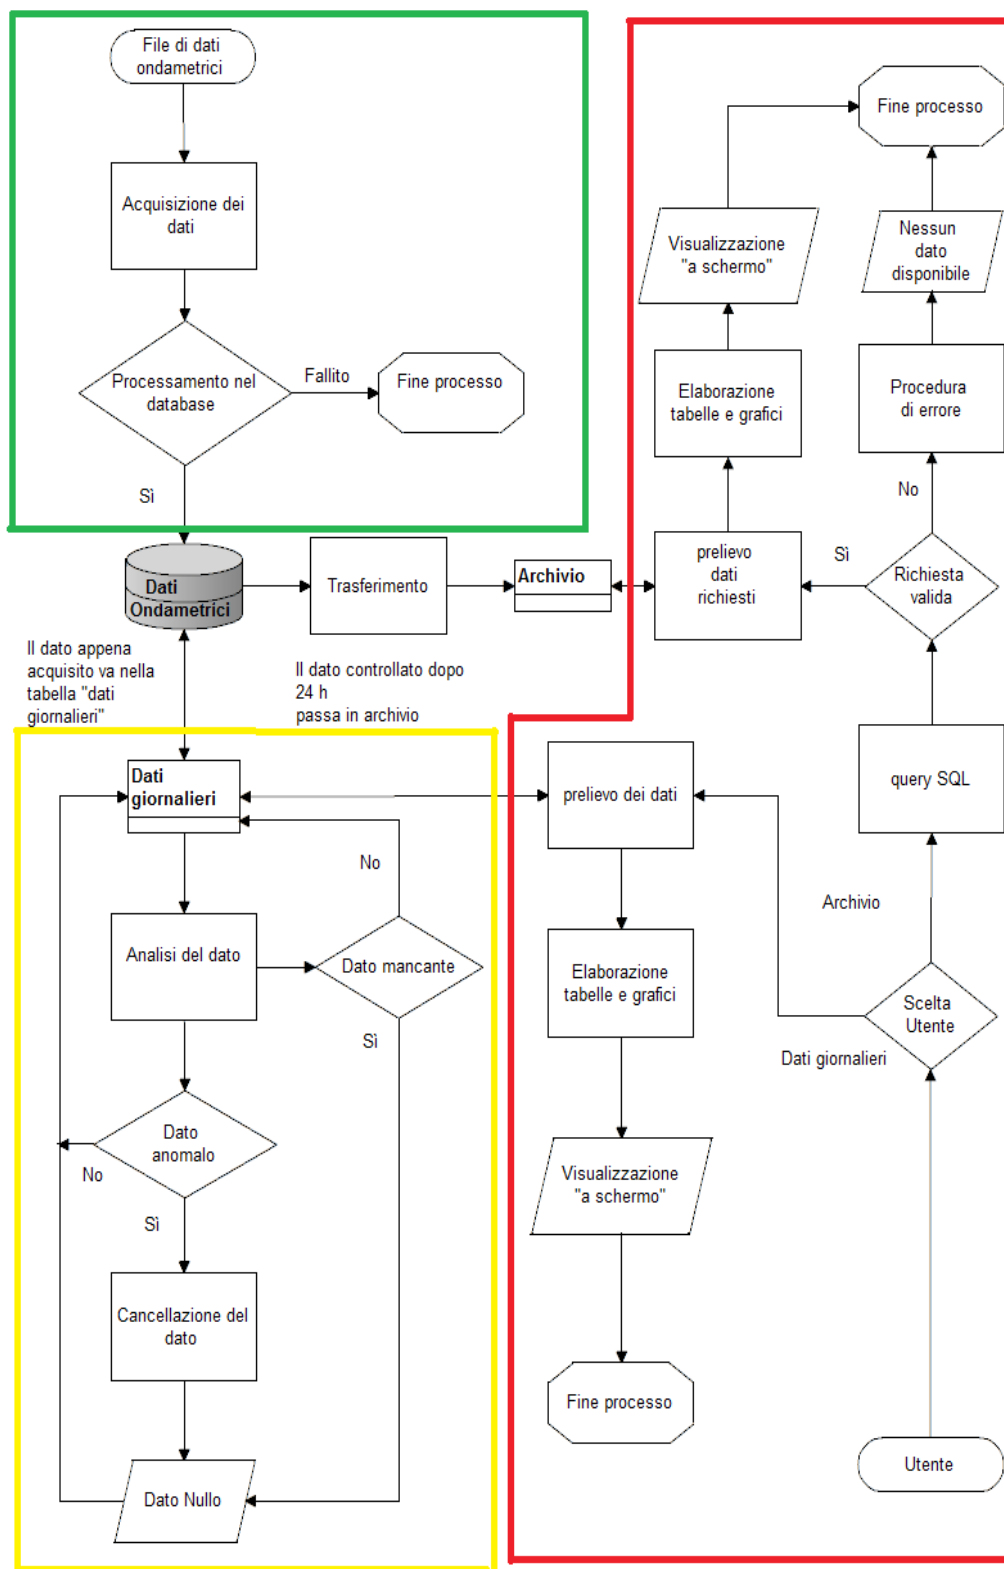 File di dati
ondametrici
Acquisizione dei
dati
Processamento nel
database
Fallito
Fine processo
Sì
Dati
Ondametrici
Trasferimento
Archivio
Il dato appena
acquisito va nella
tabella "dati
giornalieri"
Il dato controllato dopo
24 h
passa in archivio
Fine processo
Visualizzazione
"a schermo"
Nessun
dato
disponibile
Elaborazione
tabelle e grafici
Procedura
di errore
No
prelievo
dati
richiesti
Sì
Richiesta
valida
query SQL
Archivio
Scelta
Utente
Dati giornalieri
Utente
Dati
giornalieri
No
Analisi del dato
Dato mancante
Sì
Dato
anomalo
No
Sì
Cancellazione del
dato
Dato Nullo
prelievo dei dati
Elaborazione
tabelle e grafici
Visualizzazione
"a schermo"
Fine processo